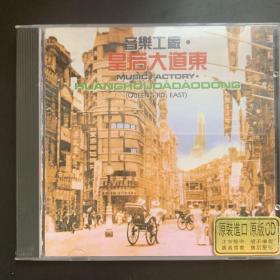 音樂工廠·
皇后大道東
MUSIC FACTORY·
HUANGHOUDADAODONG
(QUEEN'S RD. EAST)
原裝進口 原版CD